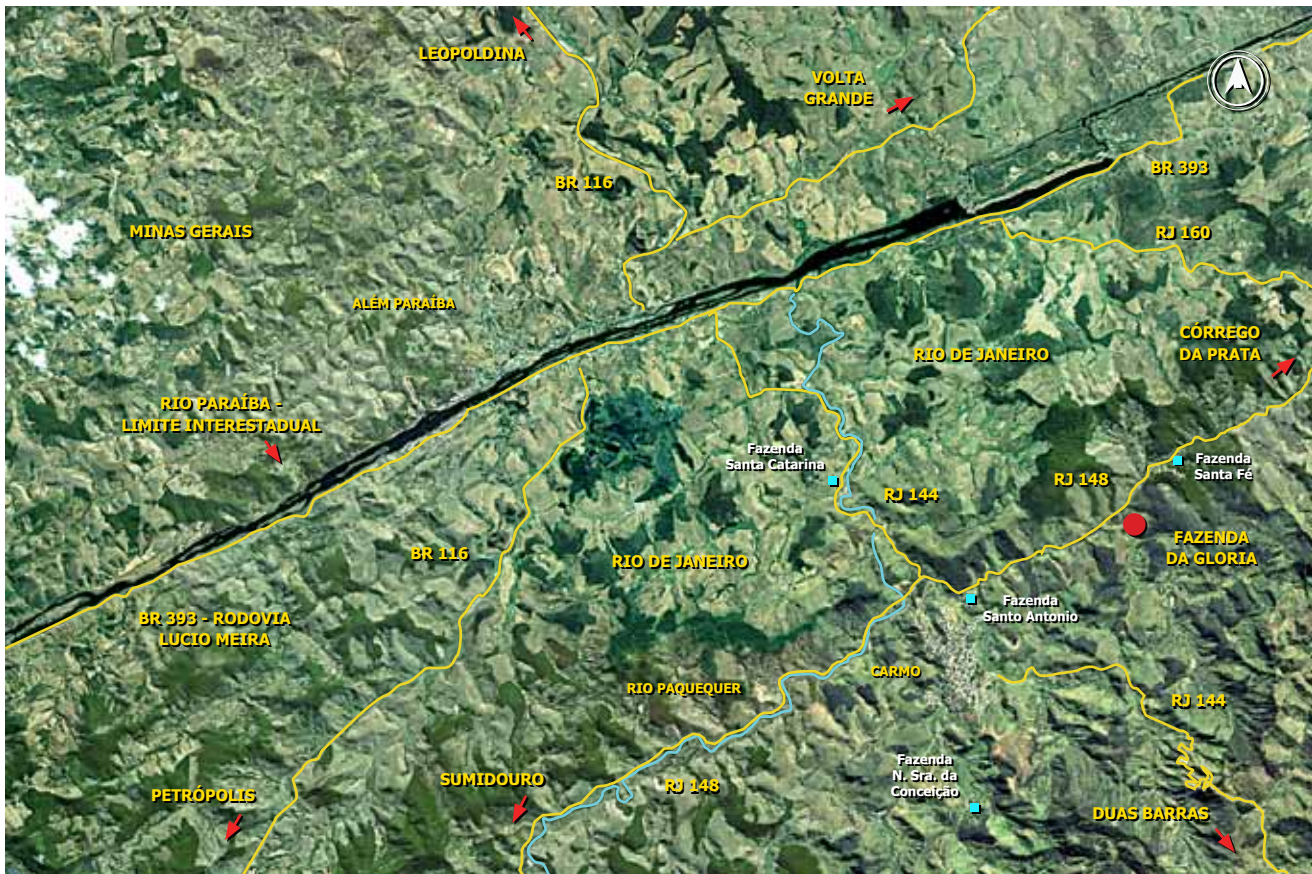 LEOPOLDINA
VOLTA
GRANDE
BR 116
BR 393
MINAS GERAIS
RJ 160
ALÉM PARAÍBA
CÓRREGO
DA PRATA
RIO DE JANEIRO
RIO PARAÍBA -
LIMITE INTERESTADUAL
Fazenda
Santa Catarina
Fazenda
Santa Fé
RJ 148
RJ 144
FAZENDA
DA GLORIA
BR 116
RIO DE JANEIRO
Fazenda
Santo Antonio
BR 393 - RODOVIA
LUCIO MEIRA
CARMO
RIO PAQUEQUER
RJ 144
Fazenda
N. Sra. da
Conceição
SUMIDOURO
RJ 148
PETRÓPOLIS
DUAS BARRAS